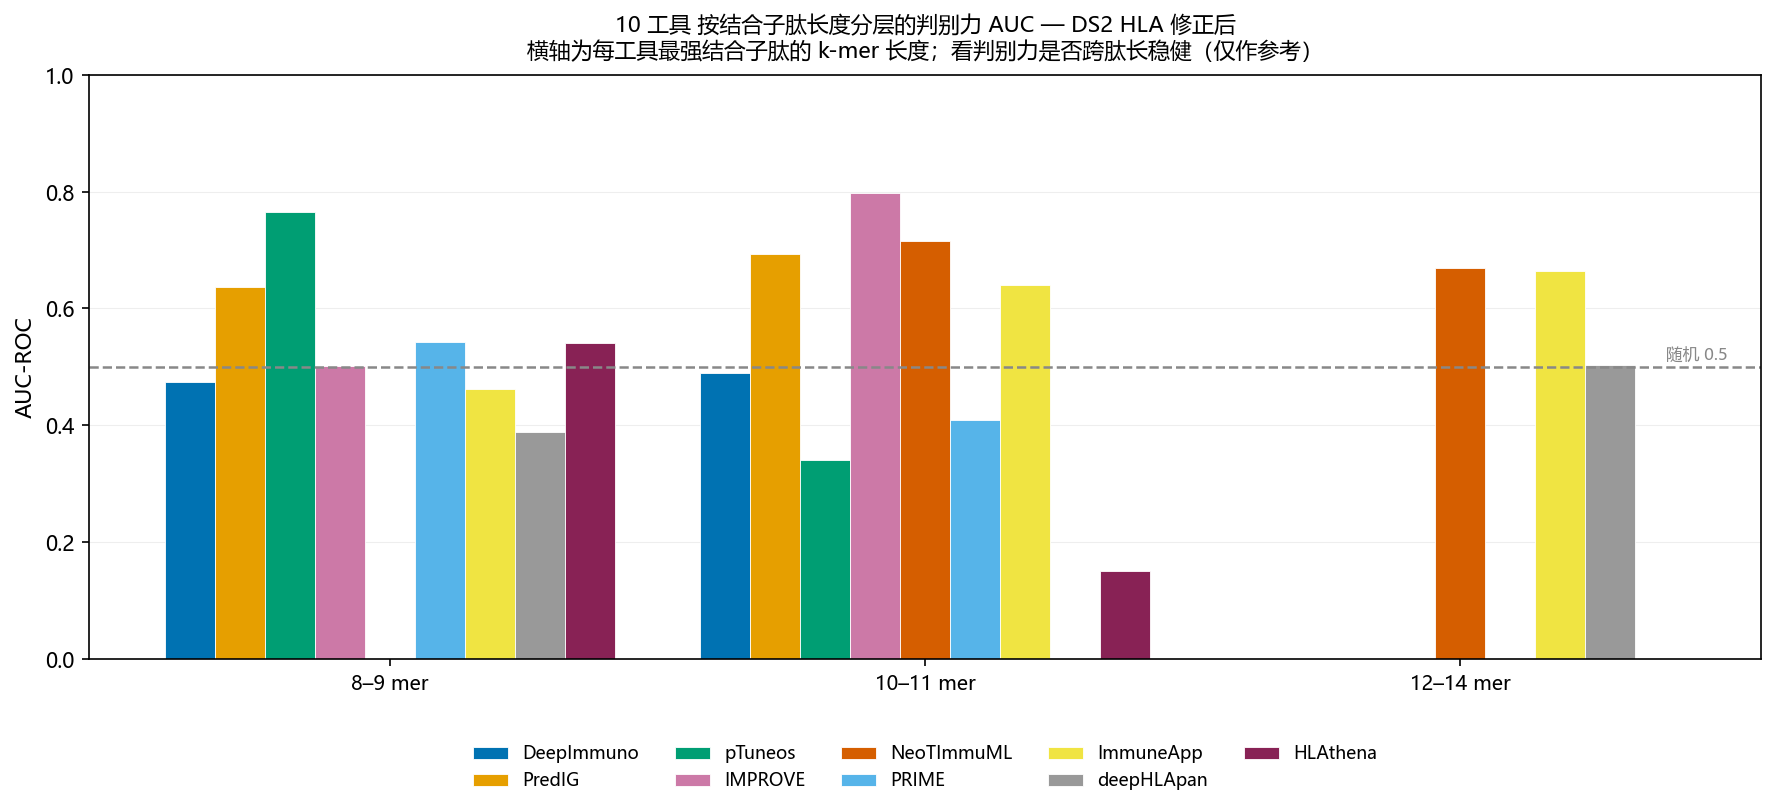 10 工具 按结合子肽长度分层的判别力 AUC — DS2 HLA 修正后
横轴为每工具最强结合子肽的 k-mer 长度；看判别力是否跨肽长稳健（仅作参考）
1.0
0.8
0.6
0.4
0.2
0.0
AUC-ROC
随机 0.5
8–9 mer
10–11 mer
12–14 mer
DeepImmuno
PredIG
pTuneos
IMPROVE
NeoTImmuML
PRIME
ImmuneApp
deepHLApan
HLAthena